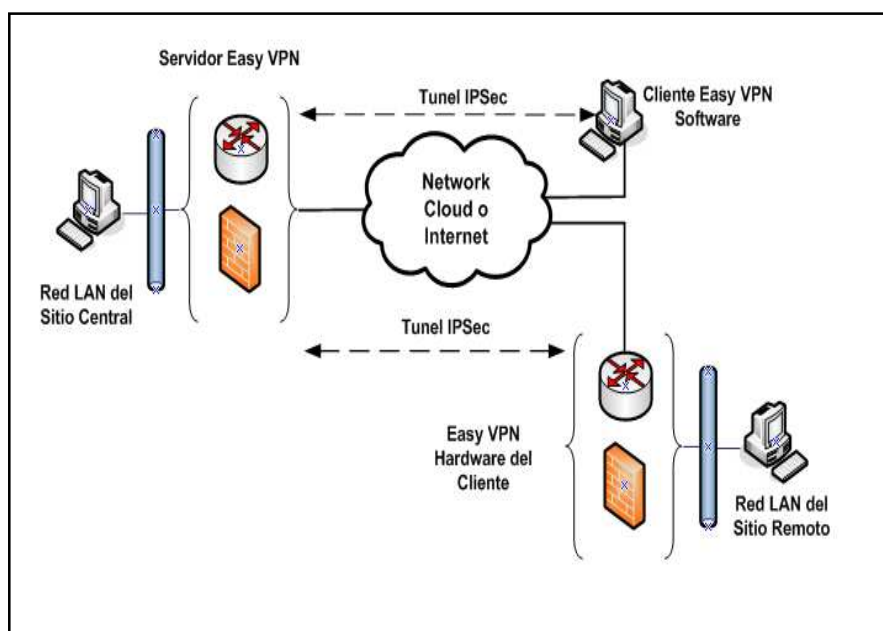 Servidor Easy VPN
Tunel IPSec
Cliente Easy VPN
Software
Network
Cloud o
Internet
Red LAN del
Sitio Central
Tunel IPSec
Easy VPN
Hardware del
Cliente
Red LAN del
Sitio Remoto